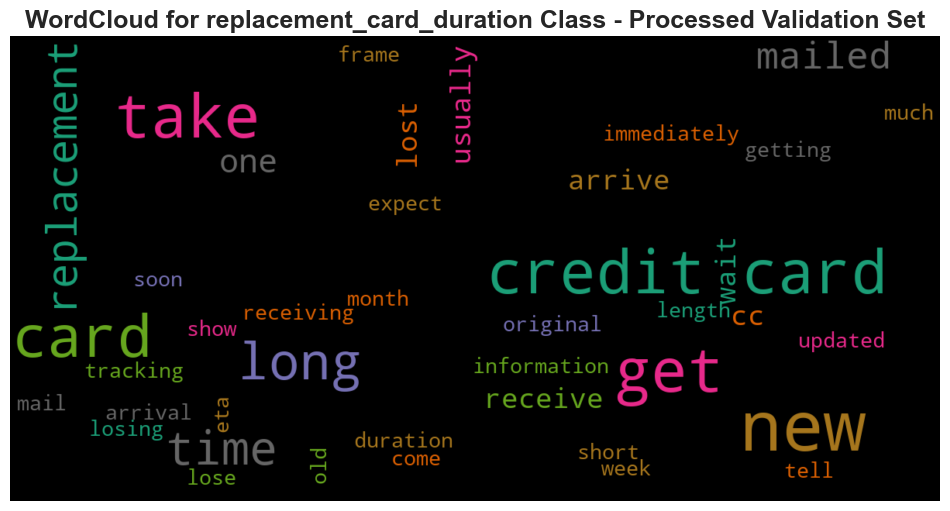 WordCloud for replacement_card_duration Class - Processed Validation Set
replacement
frame
usually
mailed
take
lost
much
immediately
one
getting
arrive
expect
credit card
wait
soon
receiving
month
length
show
original
cc
card
long
updated
tracking
information
get
mail
arrival
eta
receive
losing
new
time
duration
old
come
short
week
lose
tell